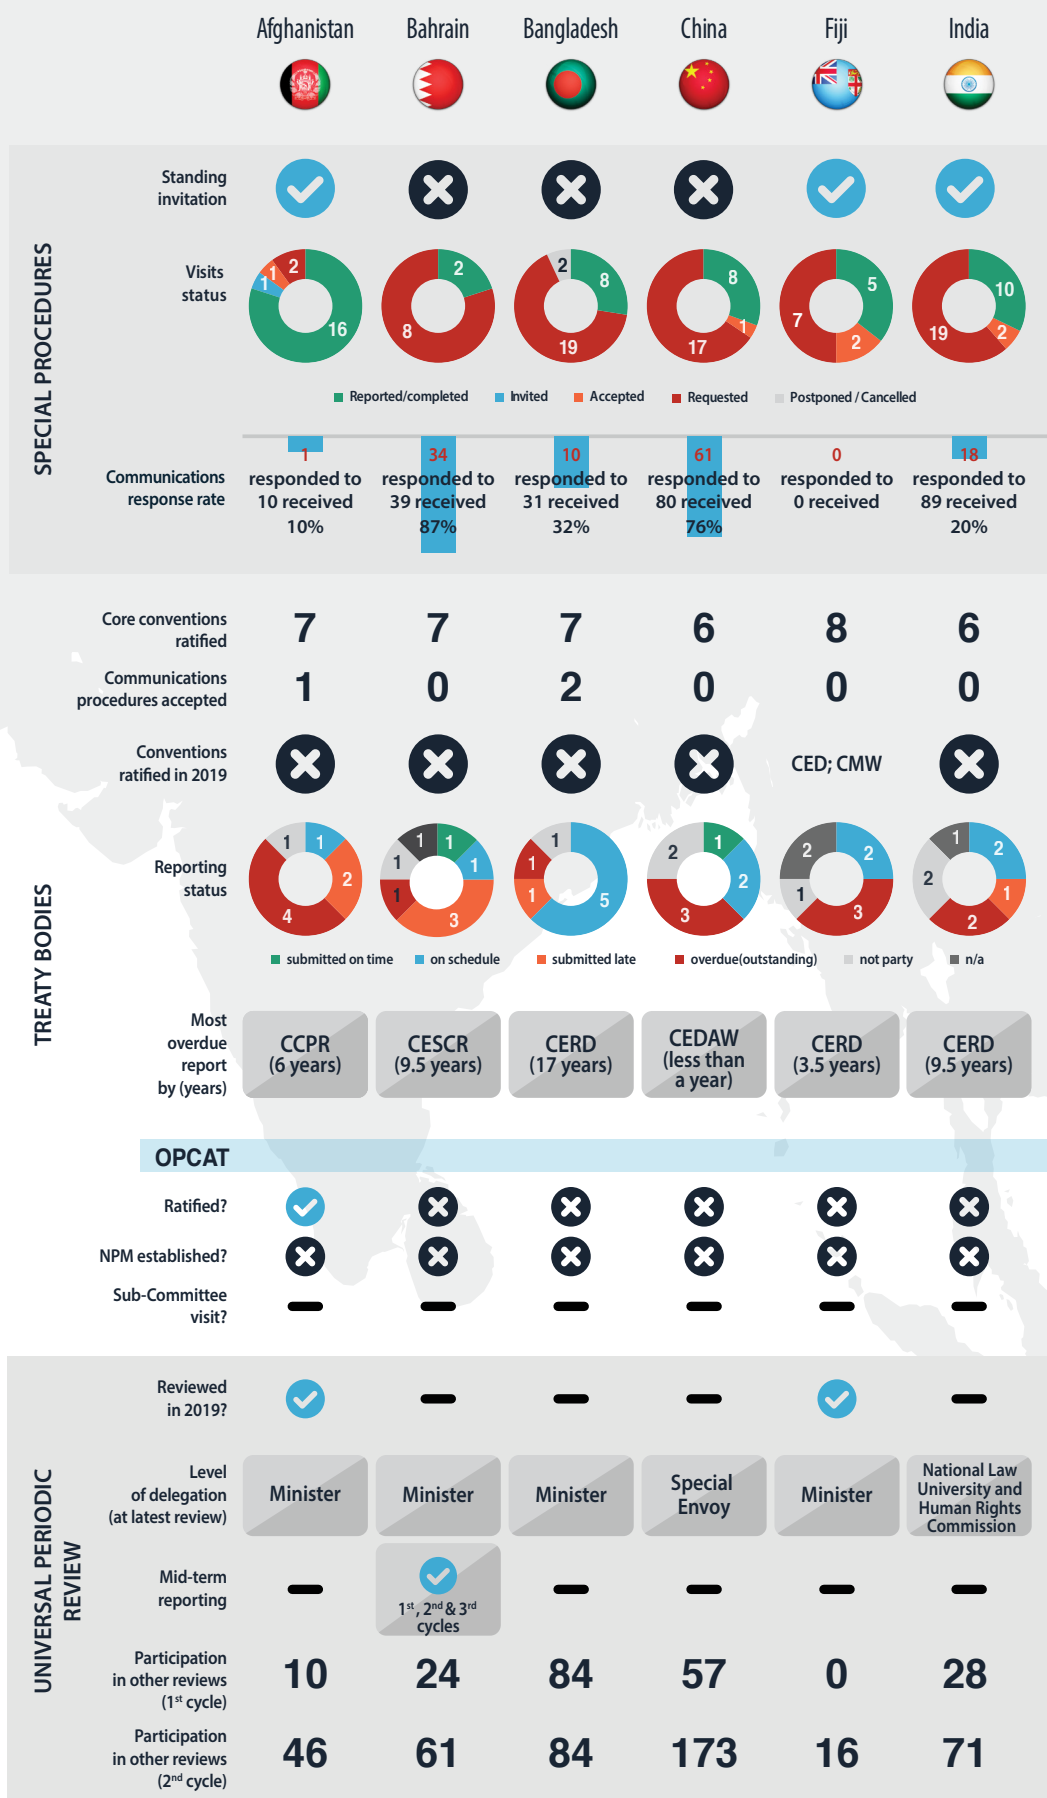 Afghanistan Bahrain Bangladesh China Fiji India
SPECIAL PROCEDURES
Standing
invitation
Visits
status
16 1 1 2
2 8
8 19 2
8 1 17
5 2 7
10 2 19
Reported/completed Invited Accepted Requested Postponed / Cancelled
Communications
response rate
1 34 10 61 0 18
responded to responded to responded to responded to responded to responded to
10 received 39 received 31 received 80 received 0 received 89 received
10% 87% 32% 76% 20%
TREATY BODIES
Core conventions
ratified
7 7 7 6 8 6
Communications
procedures accepted
1 0 2 0 0 0
Conventions
ratified in 2019
CED; CMW
Reporting
status
1 2 4 1
1 1 3 1 1 1
5 1 1 1
1 2 3 2
2 3 1 2
2 1 2 2 1
submitted on time on schedule submitted late overdue(outstanding) not party n/a
Most
overdue
report
by (years)
CCPR
(6 years)
CESCR
(9.5 years)
CERD
(17 years)
CEDAW
(less than
a year)
CERD
(3.5 years)
CERD
(9.5 years)
OPCAT
Ratified?
NPM established?
Sub-Committee
visit?
UNIVERSAL PERIODIC
REVIEW
Reviewed
in 2019?
Level
of delegation
(at latest review)
Minister
Minister
Minister
Special
Envoy
Minister
National Law
University and
Human Rights
Commission
Mid-term
reporting
1st, 2nd & 3rd
cycles
Participation
in other reviews
(1st cycle)
10 24 84 57 0 28
Participation
in other reviews
(2nd cycle)
46 61 84 173 16 71